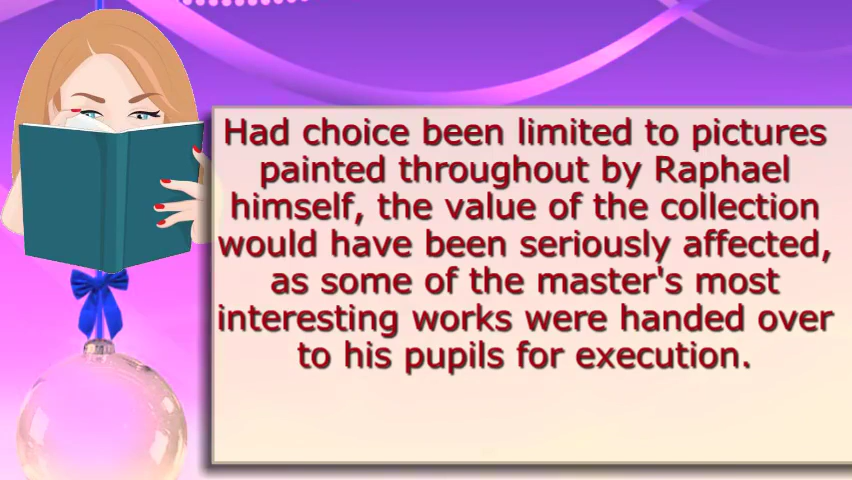 Had choice been limited to pictures
painted throughout by Raphael
himself, the value of the collection
would have been seriously affected,
as some of the master's most
interesting works were handed over
to his pupils for execution.